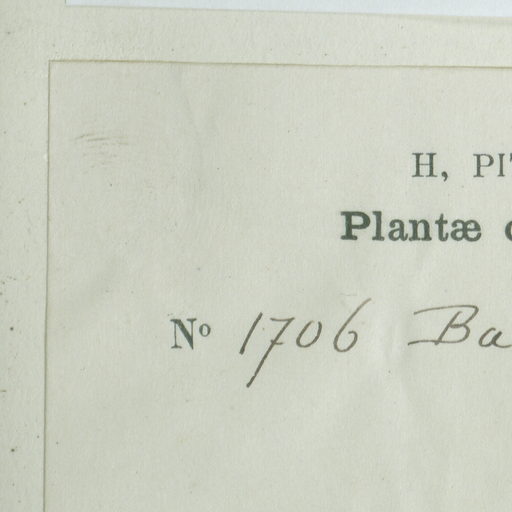 H, PI
Plantæ
Nº 1706 Ba